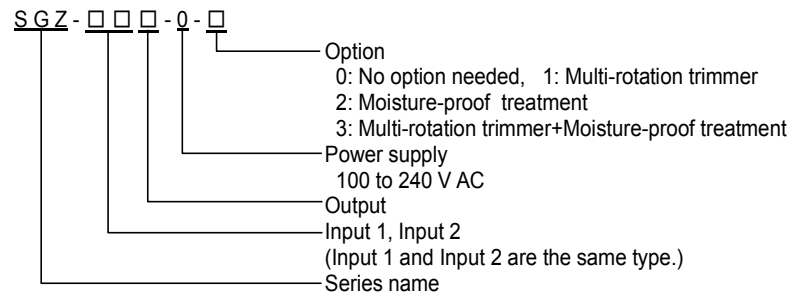 SGZ-□□□-0-□
Option
0: No option needed, 1: Multi-rotation trimmer
2: Moisture-proof treatment
3: Multi-rotation trimmer+Moisture-proof treatment
Power supply
100 to 240 V AC
Output
Input 1, Input 2
(Input 1 and Input 2 are the same type.)
Series name